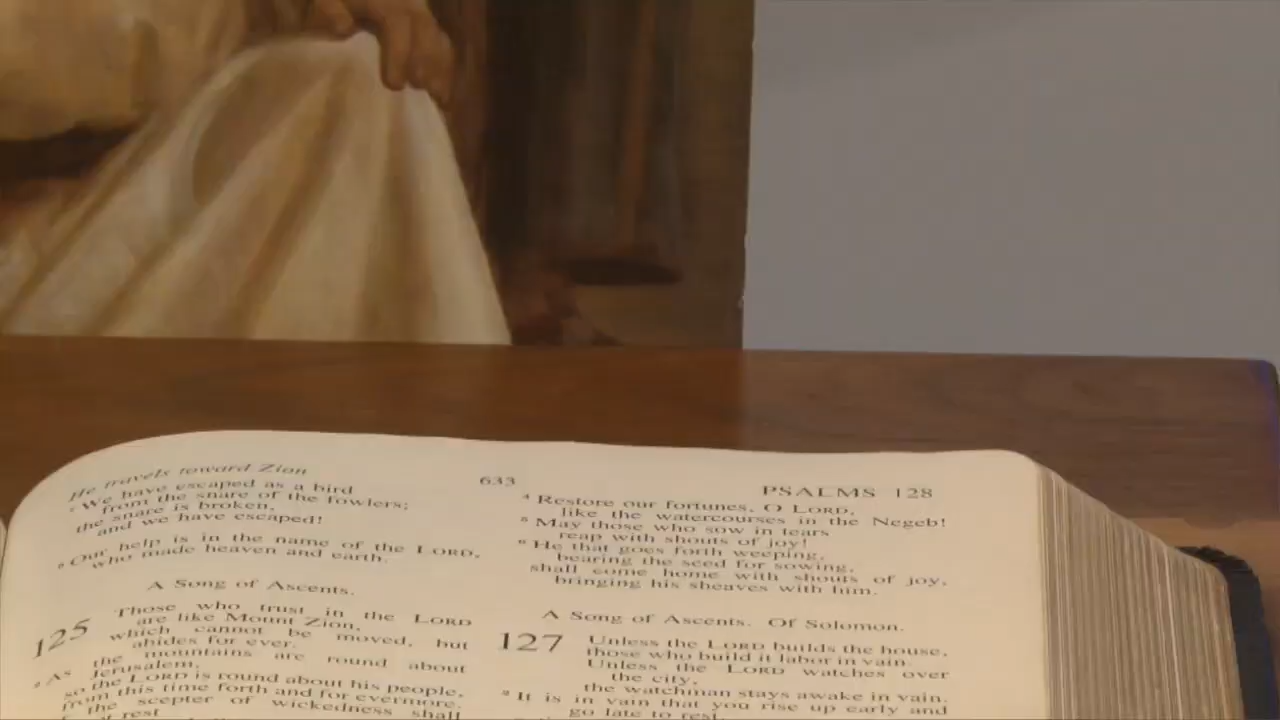 He travels toward Zion
633
PSALMS 128
7 We have escaped as a bird
from the snare of the fowlers;
the snare is broken,
and we have escaped!
8 Our help is in the name of the LORD,
who made heaven and earth.
A Song of Ascents.
125 Those who trust in the LORD
are like Mount Zion,
which cannot be moved, but
abides for ever.
2 As the mountains are round about
Jerusalem,
so the LORD is round about his people,
from this time forth and for evermore.
the scepter of wickedness shall
rest
4 Restore our fortunes, O LORD,
like the watercourses in the Negeb!
5 May those who sow in tears
reap with shouts of joy!
6 He that goes forth weeping,
bearing the seed for sowing,
shall come home with shouts of joy,
bringing his sheaves with him.
A Song of Ascents. Of Solomon.
127 Unless the LORD builds the house,
those who build it labor in vain.
Unless the LORD watches over
the city,
the watchman stays awake in vain.
2 It is in vain that you rise up early and
go late to rest,